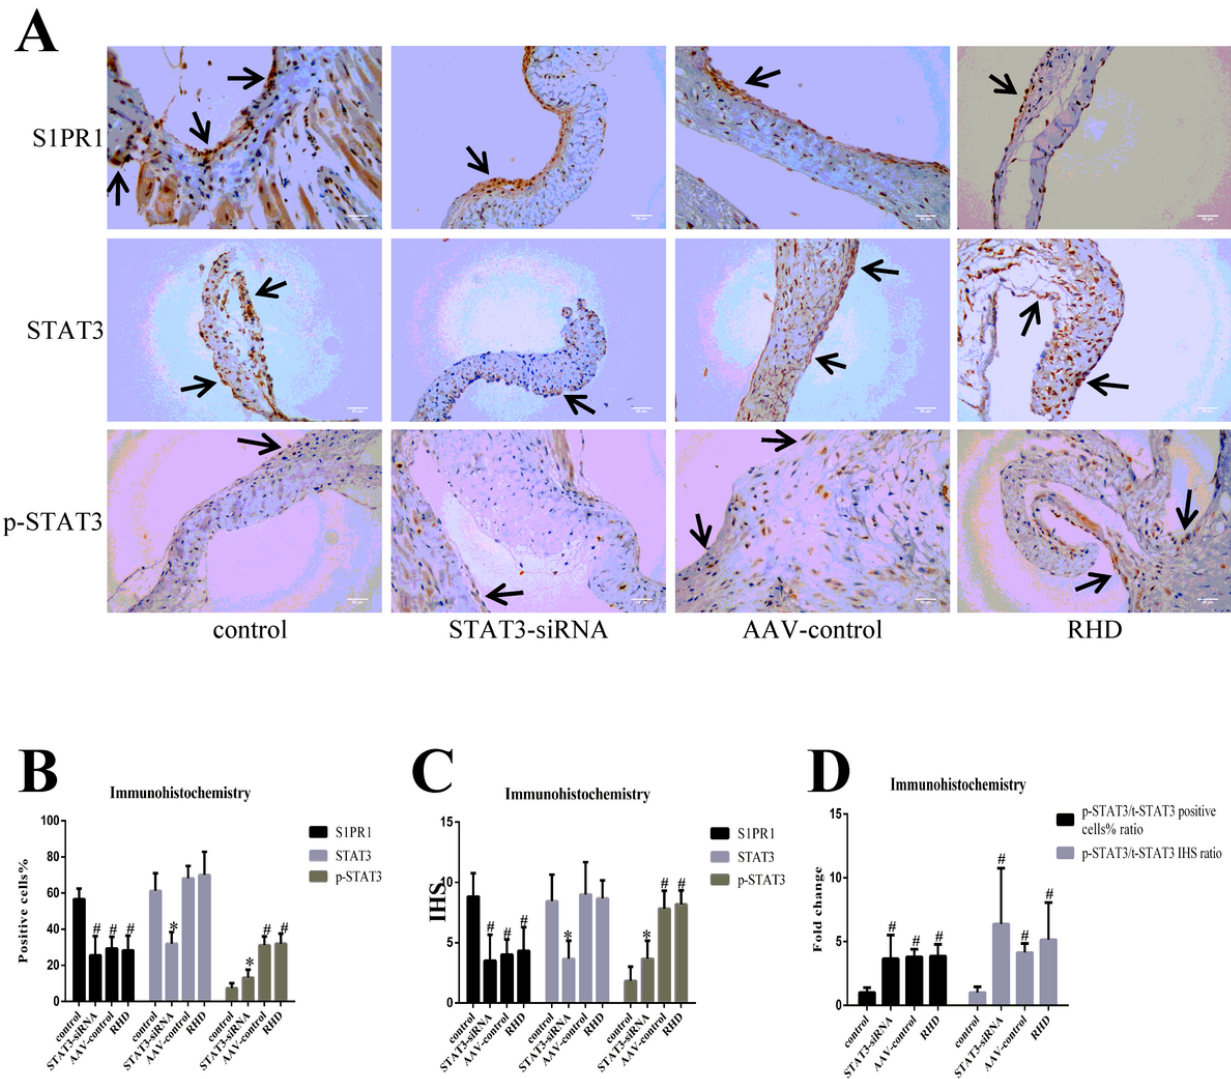 A
S1PR1
STAT3
p-STAT3
control STAT3-siRNA AAV-control RHD
B
Immunohistochemistry
Positive cells%
100
80
60
40
20
0
S1PR1
STAT3
p-STAT3
# # # * * # #
control STAT3-siRNA AAV-control RHD control STAT3-siRNA AAV-control RHD control STAT3-siRNA AAV-control RHD
C
Immunohistochemistry
IHS
15
10
5
0
S1PR1
STAT3
p-STAT3
# # # * * # #
control STAT3-siRNA AAV-control RHD control STAT3-siRNA AAV-control RHD control STAT3-siRNA AAV-control RHD
D
Immunohistochemistry
Fold change
15
10
5
0
p-STAT3/t-STAT3 positive
cells% ratio
p-STAT3/t-STAT3 IHS ratio
# # # # # #
control STAT3-siRNA AAV-control RHD control STAT3-siRNA AAV-control RHD